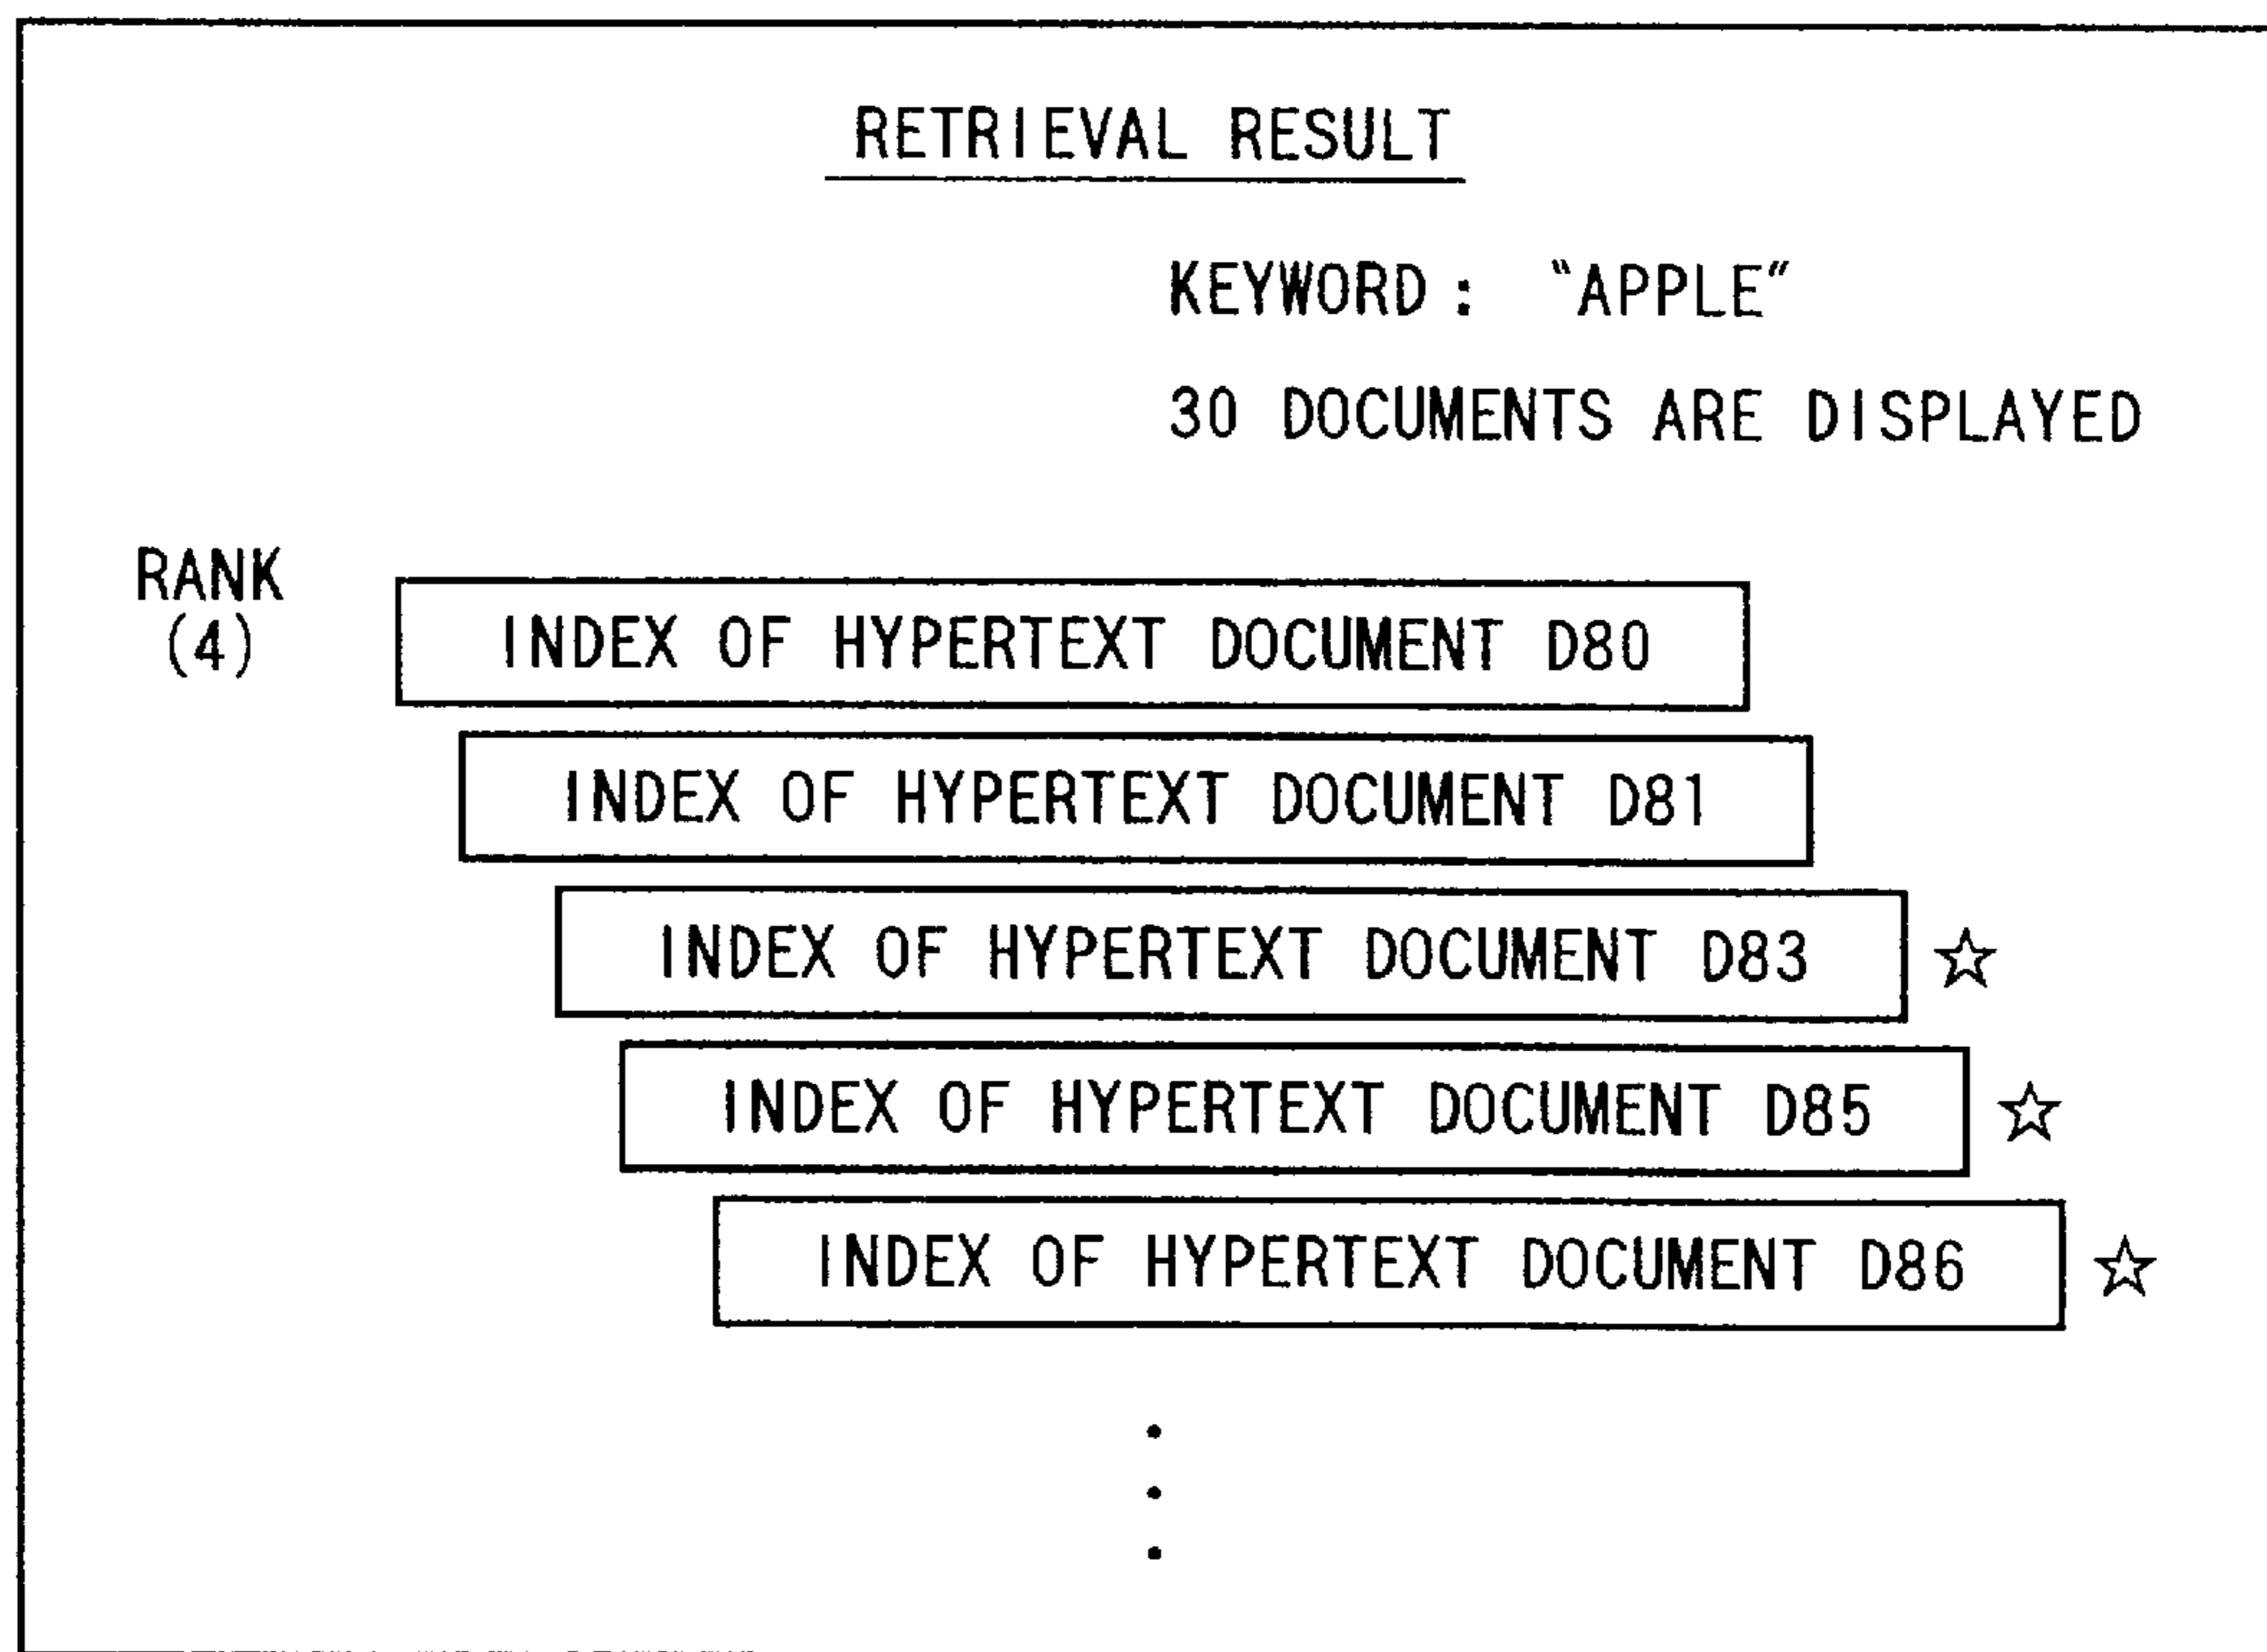 RETRIEVAL RESULT
KEYWORD : "APPLE"
30 DOCUMENTS ARE DISPLAYED
RANK
(4)
INDEX OF HYPERTEXT DOCUMENT D80
INDEX OF HYPERTEXT DOCUMENT D81
INDEX OF HYPERTEXT DOCUMENT D83 ☆
INDEX OF HYPERTEXT DOCUMENT D85 ☆
INDEX OF HYPERTEXT DOCUMENT D86 ☆